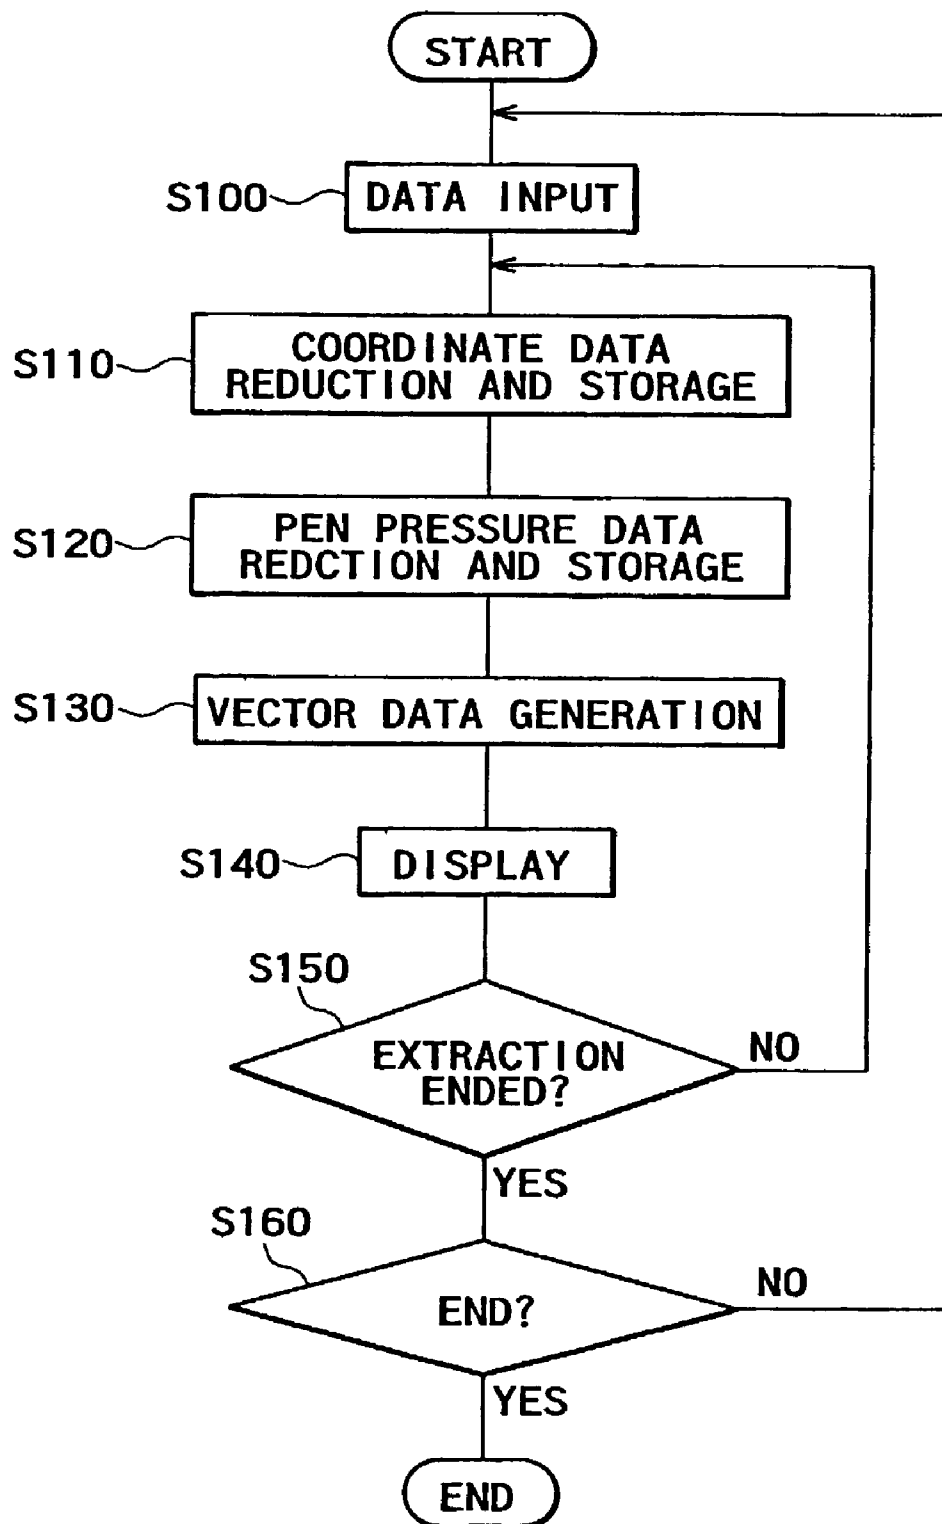 START
S100
DATA INPUT
S110
COORDINATE DATA
REDUCTION AND STORAGE
S120
PEN PRESSURE DATA
REDCTION AND STORAGE
S130
VECTOR DATA GENERATION
S140
DISPLAY
S150
EXTRACTION
ENDED?
NO
YES
S160
END?
NO
YES
END